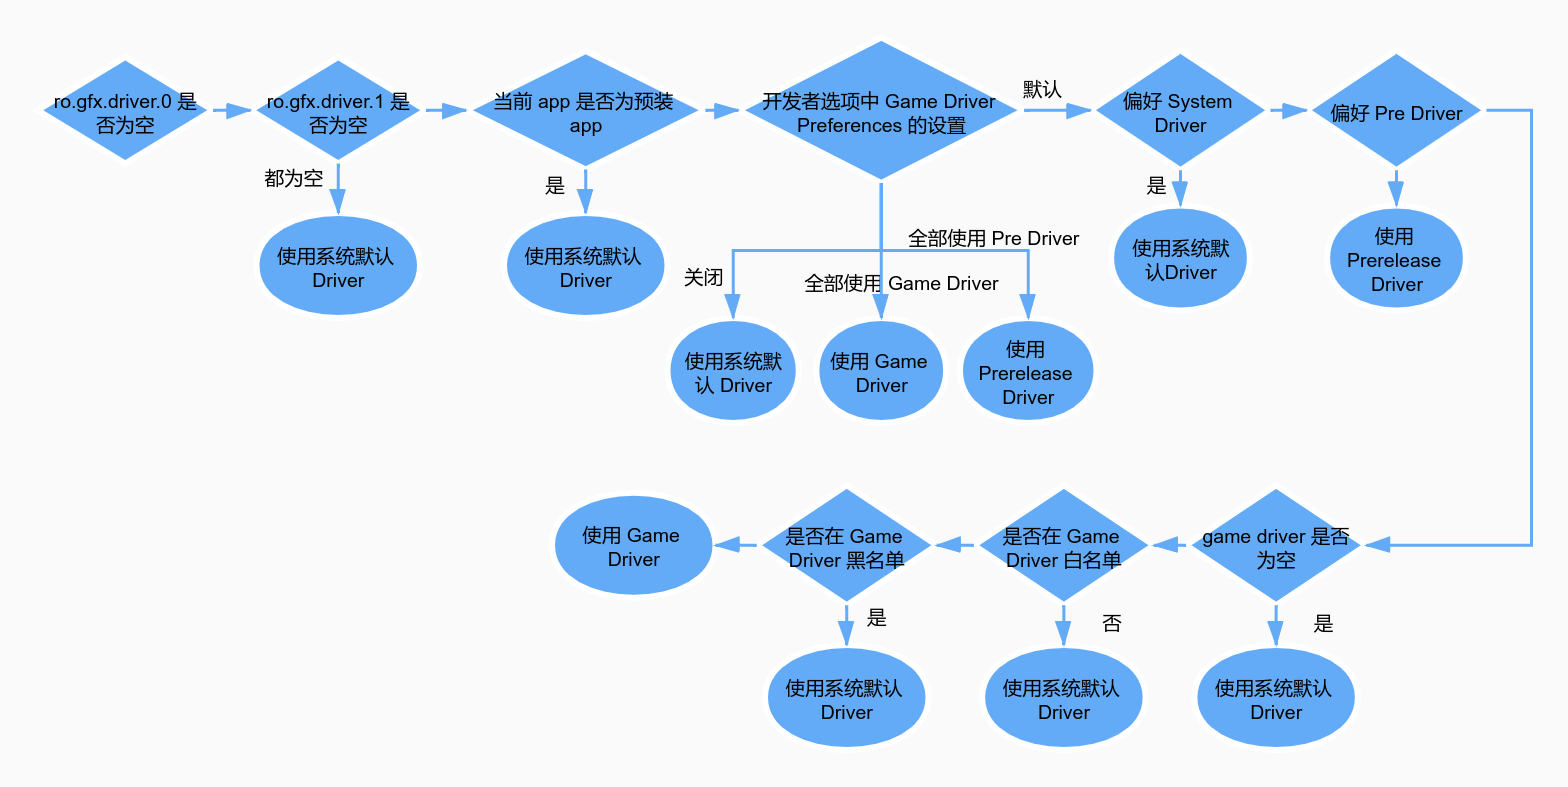 ro.gfx.driver.0 是
否为空
ro.gfx.driver.1 是
否为空
当前 app 是否为预装
app
开发者选项中 Game Driver
Preferences 的设置
默认
偏好 System
Driver
偏好 Pre Driver
都为空
是
是
使用系统默认
Driver
使用系统默认
Driver
全部使用 Pre Driver
关闭
全部使用 Game Driver
使用系统默
认Driver
使用
Prerelease
Driver
使用系统默
认 Driver
使用 Game
Driver
使用
Prerelease
Driver
使用 Game
Driver
是否在 Game
Driver 黑名单
是否在 Game
Driver 白名单
game driver 是否
为空
是
否
是
使用系统默认
Driver
使用系统默认
Driver
使用系统默认
Driver